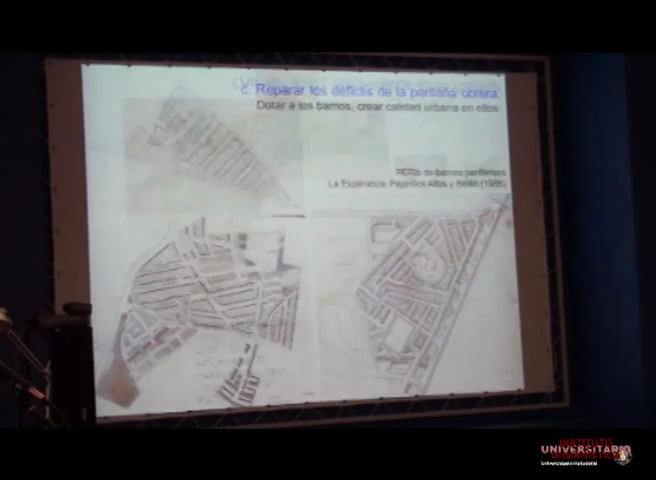 c. Reparar los déficits de la periferia obrera.
Dotar a los barrios, crear calidad urbana en ellos.
PERIs de barrios periféricos
La Esperanza, Pajarillos Altos y Belén (1986)
INSTITUTO
UNIVERSITARIO